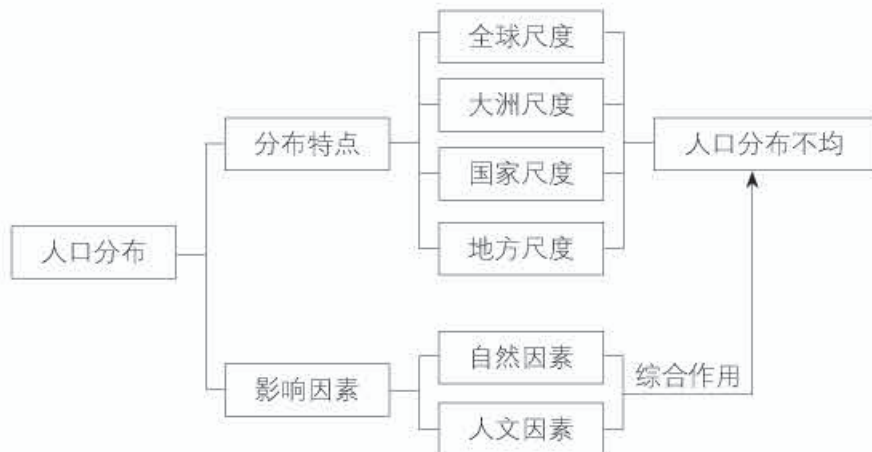 全球尺度
大洲尺度
分布特点
人口分布不均
国家尺度
人口分布
地方尺度
自然因素
影响因素
综合作用
人文因素